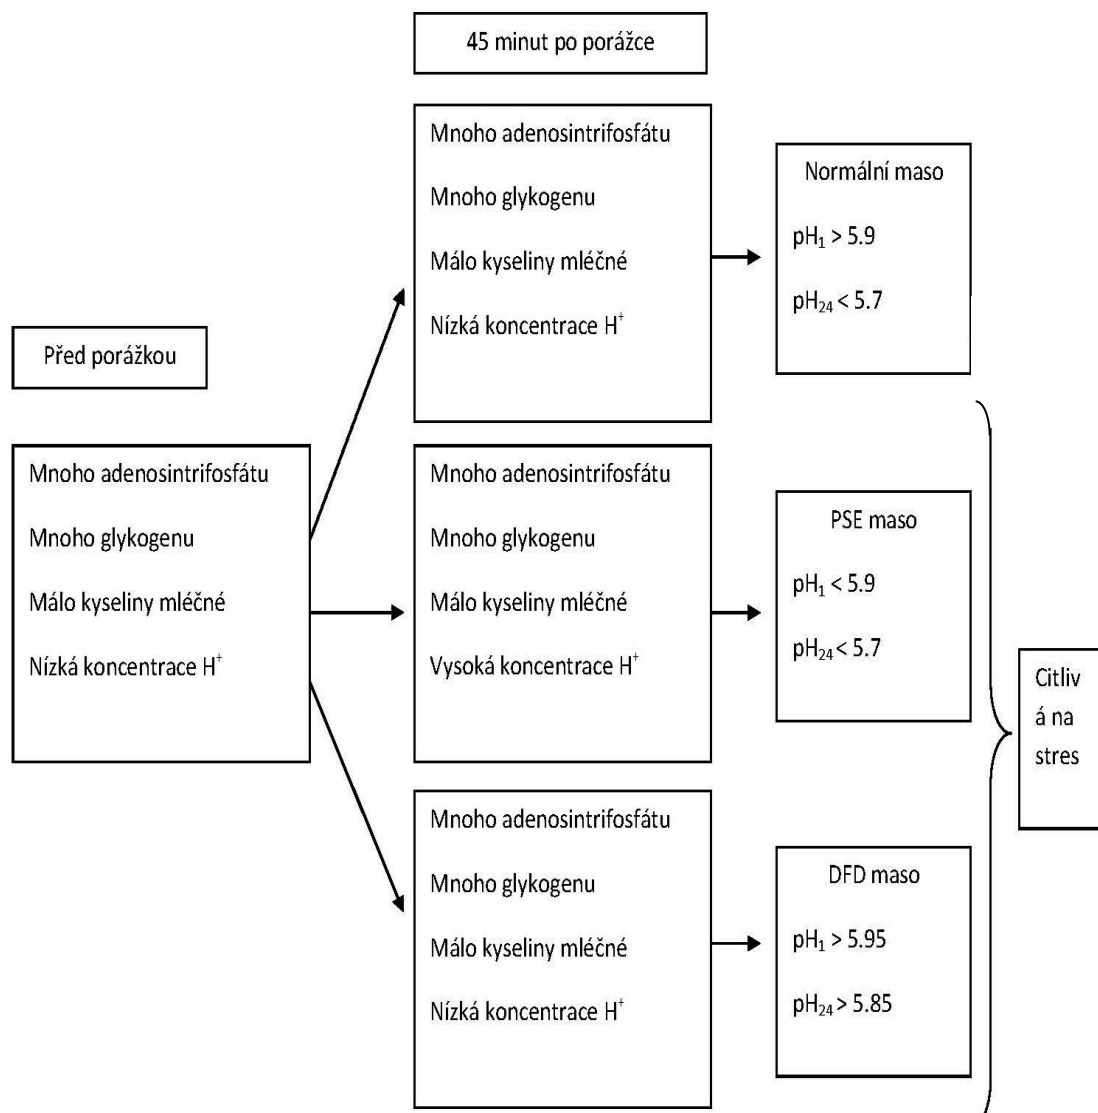 45 minut po porážce
Mnoho adenosintrifosfátu
Mnoho glykogenu
Málo kyseliny mléčné
Nízká koncentrace H⁺
Normální maso
pH₁ > 5.9
pH₂₄ < 5.7
Před porážkou
Mnoho adenosintrifosfátu
Mnoho glykogenu
Málo kyseliny mléčné
Nízká koncentrace H⁺
Mnoho adenosintrifosfátu
Mnoho glykogenu
Málo kyseliny mléčné
Vysoká koncentrace H⁺
PSE maso
pH₁ < 5.9
pH₂₄ < 5.7
Citliv
á na
stres
Mnoho adenosintrifosfátu
Mnoho glykogenu
Málo kyseliny mléčné
Nízká koncentrace H⁺
DFD maso
pH₁ > 5.95
pH₂₄ > 5.85